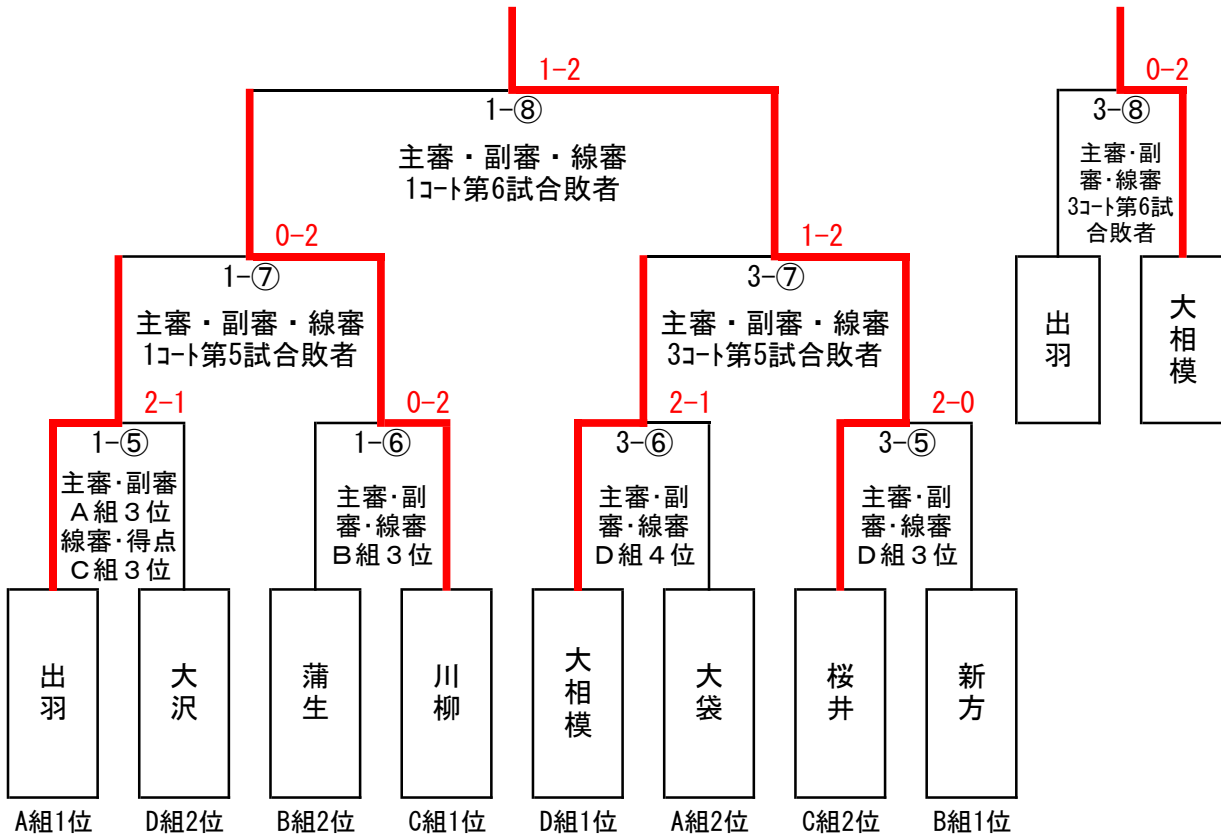 1-2
1-⑧
主審・副審・線審
1ｺｰﾄ第6試合敗者
0-2
3-⑧
主審･副
審･線審
3ｺｰﾄ第6試
合敗者
出羽
大相模
0-2
1-⑦
主審・副審・線審
1ｺｰﾄ第5試合敗者
1-2
3-⑦
主審・副審・線審
3ｺｰﾄ第5試合敗者
2-1
1-⑤
主審･副審
Ａ組３位
線審･得点
Ｃ組３位
0-2
1-⑥
主審･副
審･線審
Ｂ組３位
2-1
3-⑥
主審･副
審･線審
Ｄ組４位
2-0
3-⑤
主審･副
審･線審
Ｄ組３位
出羽
大沢
蒲生
川柳
大相模
大袋
桜井
新方
A組1位
D組2位
B組2位
C組1位
D組1位
A組2位
C組2位
B組1位